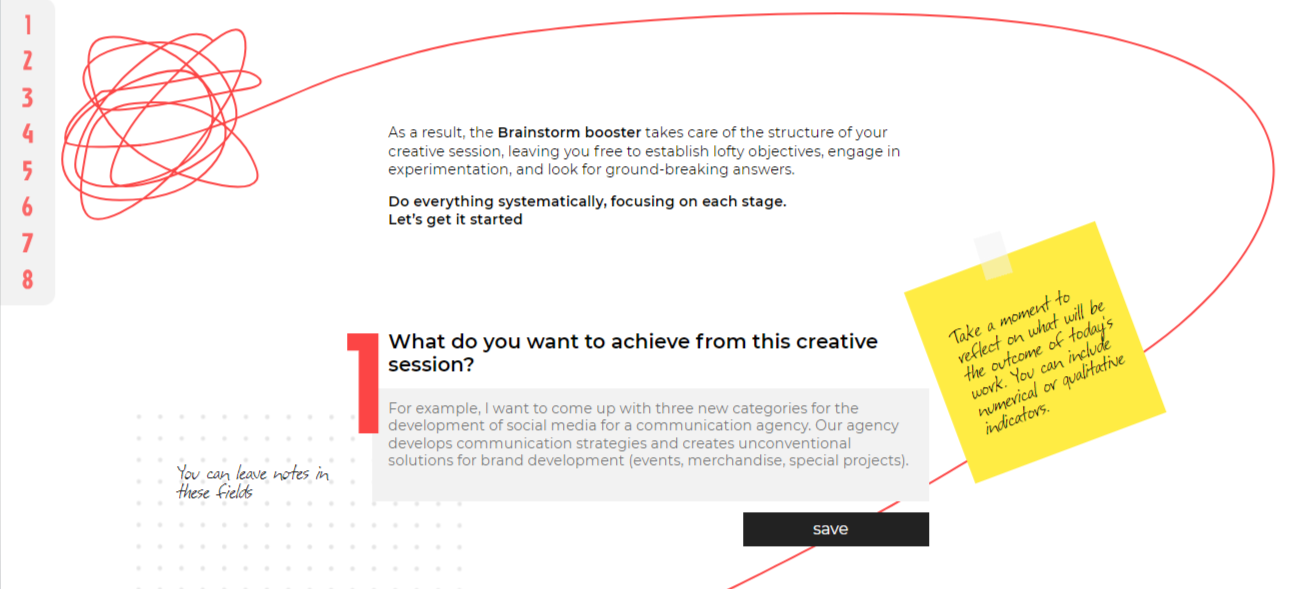 1
2
3
4
5
6
7
8
As a result, the Brainstorm booster takes care of the structure of your
creative session, leaving you free to establish lofty objectives, engage in
experimentation, and look for ground-breaking answers.
Do everything systematically, focusing on each stage.
Let's get it started
Take a moment to
reflect on what will be
the outcome of today's
work. You can include
numerical or qualitative
indicators.
1
What do you want to achieve from this creative
session?
For example, I want to come up with three new categories for the
development of social media for a communication agency. Our agency
develops communication strategies and creates unconventional
solutions for brand development (events, merchandise, special projects).
You can leave notes in
these fields
save